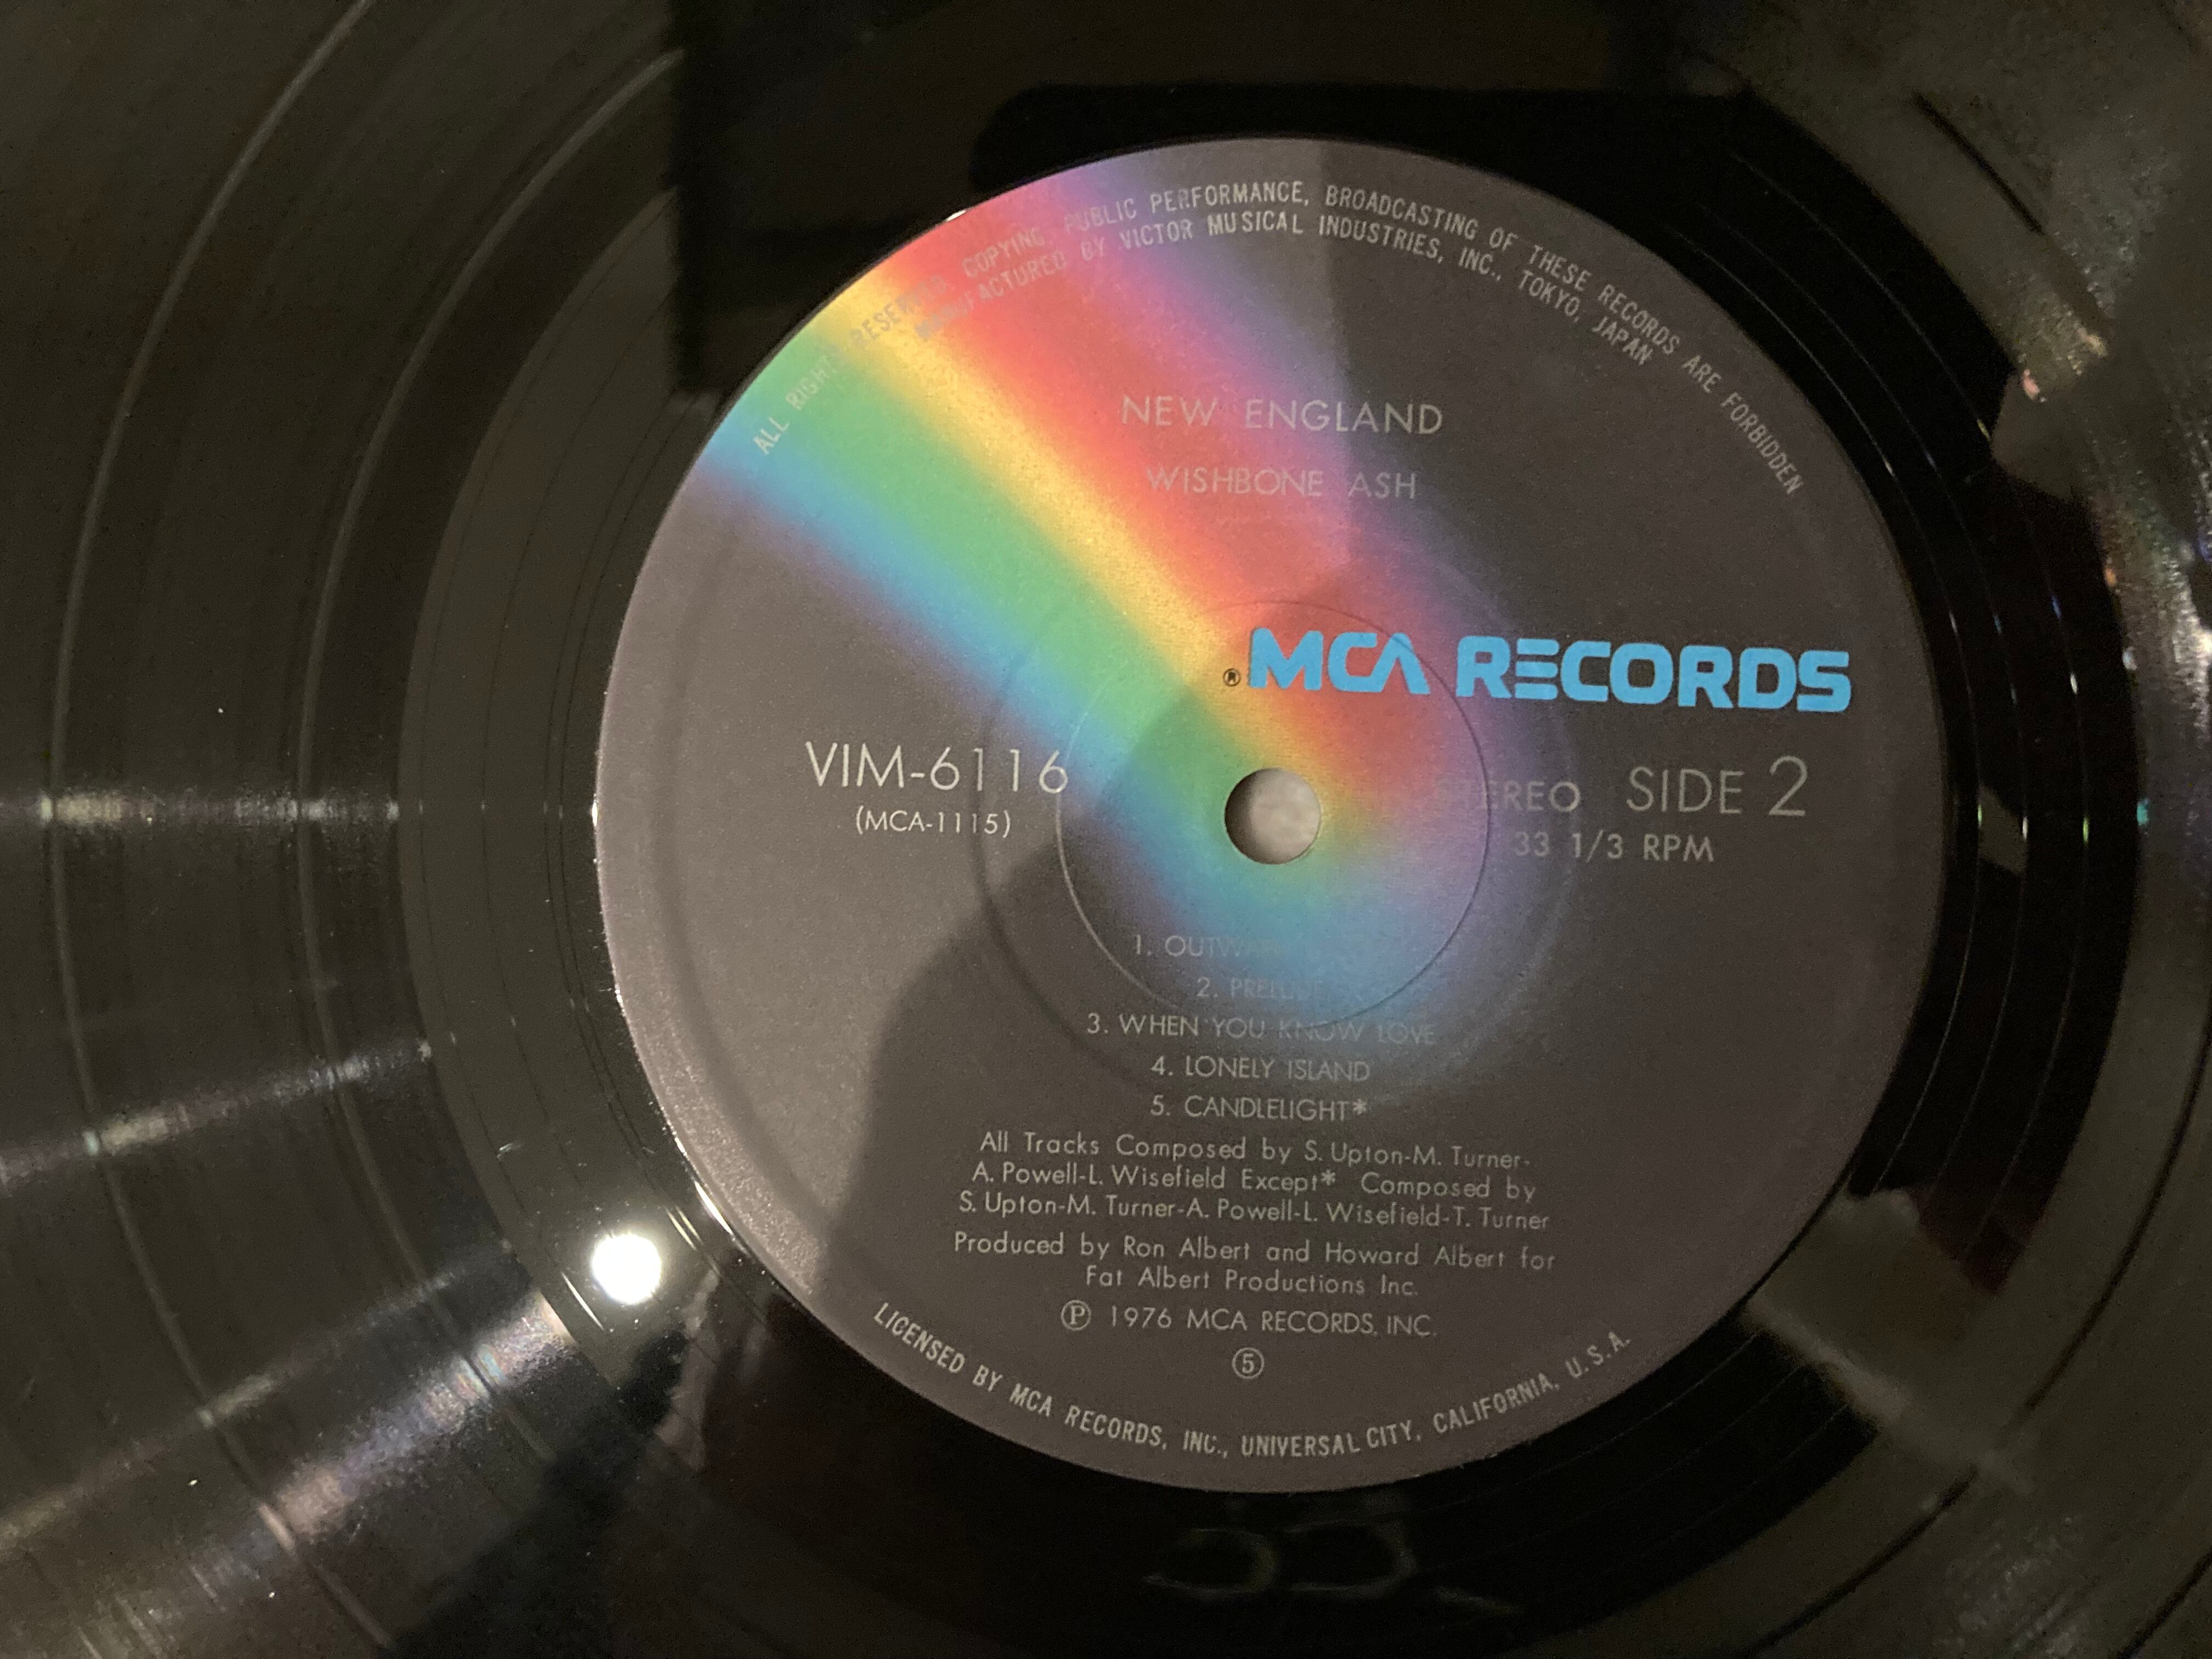 ALL RIGHTS RESERVED. COPYING, PUBLIC PERFORMANCE, BROADCASTING OF THESE RECORDS ARE FORBIDDEN
MANUFACTURED BY VICTOR MUSICAL INDUSTRIES, INC., TOKYO, JAPAN
NEW ENGLAND
WISHBONE ASH
® MCA RECORDS
VIM-6116
(MCA-1115)
STEREO SIDE 2
33 1/3 RPM
1.
2. PRELUDE
3. WHEN YOU KNOW LOVE
4. LONELY ISLAND
5. CANDLELIGHT*
All Tracks Composed by S. Upton-M. Turner-
A. Powell-L. Wisefield Except* Composed by
S. Upton-M. Turner-A. Powell-L. Wisefield-T. Turner
Produced by Ron Albert and Howard Albert for
Fat Albert Productions Inc.
Ⓟ 1976 MCA RECORDS, INC.
⑤
LICENSED BY MCA RECORDS, INC., UNIVERSAL CITY, CALIFORNIA, U.S.A.